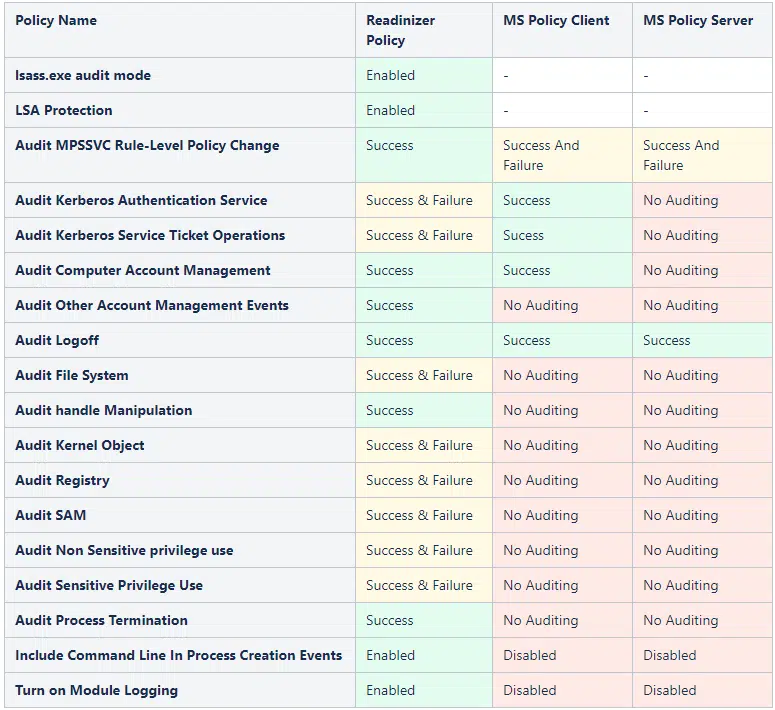 Policy Name Readinizer Policy MS Policy Client MS Policy Server
lsass.exe audit mode Enabled - -
LSA Protection Enabled - -
Audit MPSSVC Rule-Level Policy Change Success Success And Failure Success And Failure
Audit Kerberos Authentication Service Success & Failure Success No Auditing
Audit Kerberos Service Ticket Operations Success & Failure Sucess No Auditing
Audit Computer Account Management Success Success No Auditing
Audit Other Account Management Events Success No Auditing No Auditing
Audit Logoff Success Success Success
Audit File System Success & Failure No Auditing No Auditing
Audit handle Manipulation Success No Auditing No Auditing
Audit Kernel Object Success & Failure No Auditing No Auditing
Audit Registry Success & Failure No Auditing No Auditing
Audit SAM Success & Failure No Auditing No Auditing
Audit Non Sensitive privilege use Success & Failure No Auditing No Auditing
Audit Sensitive Privilege Use Success & Failure No Auditing No Auditing
Audit Process Termination Success No Auditing No Auditing
Include Command Line In Process Creation Events Enabled Disabled Disabled
Turn on Module Logging Enabled Disabled Disabled